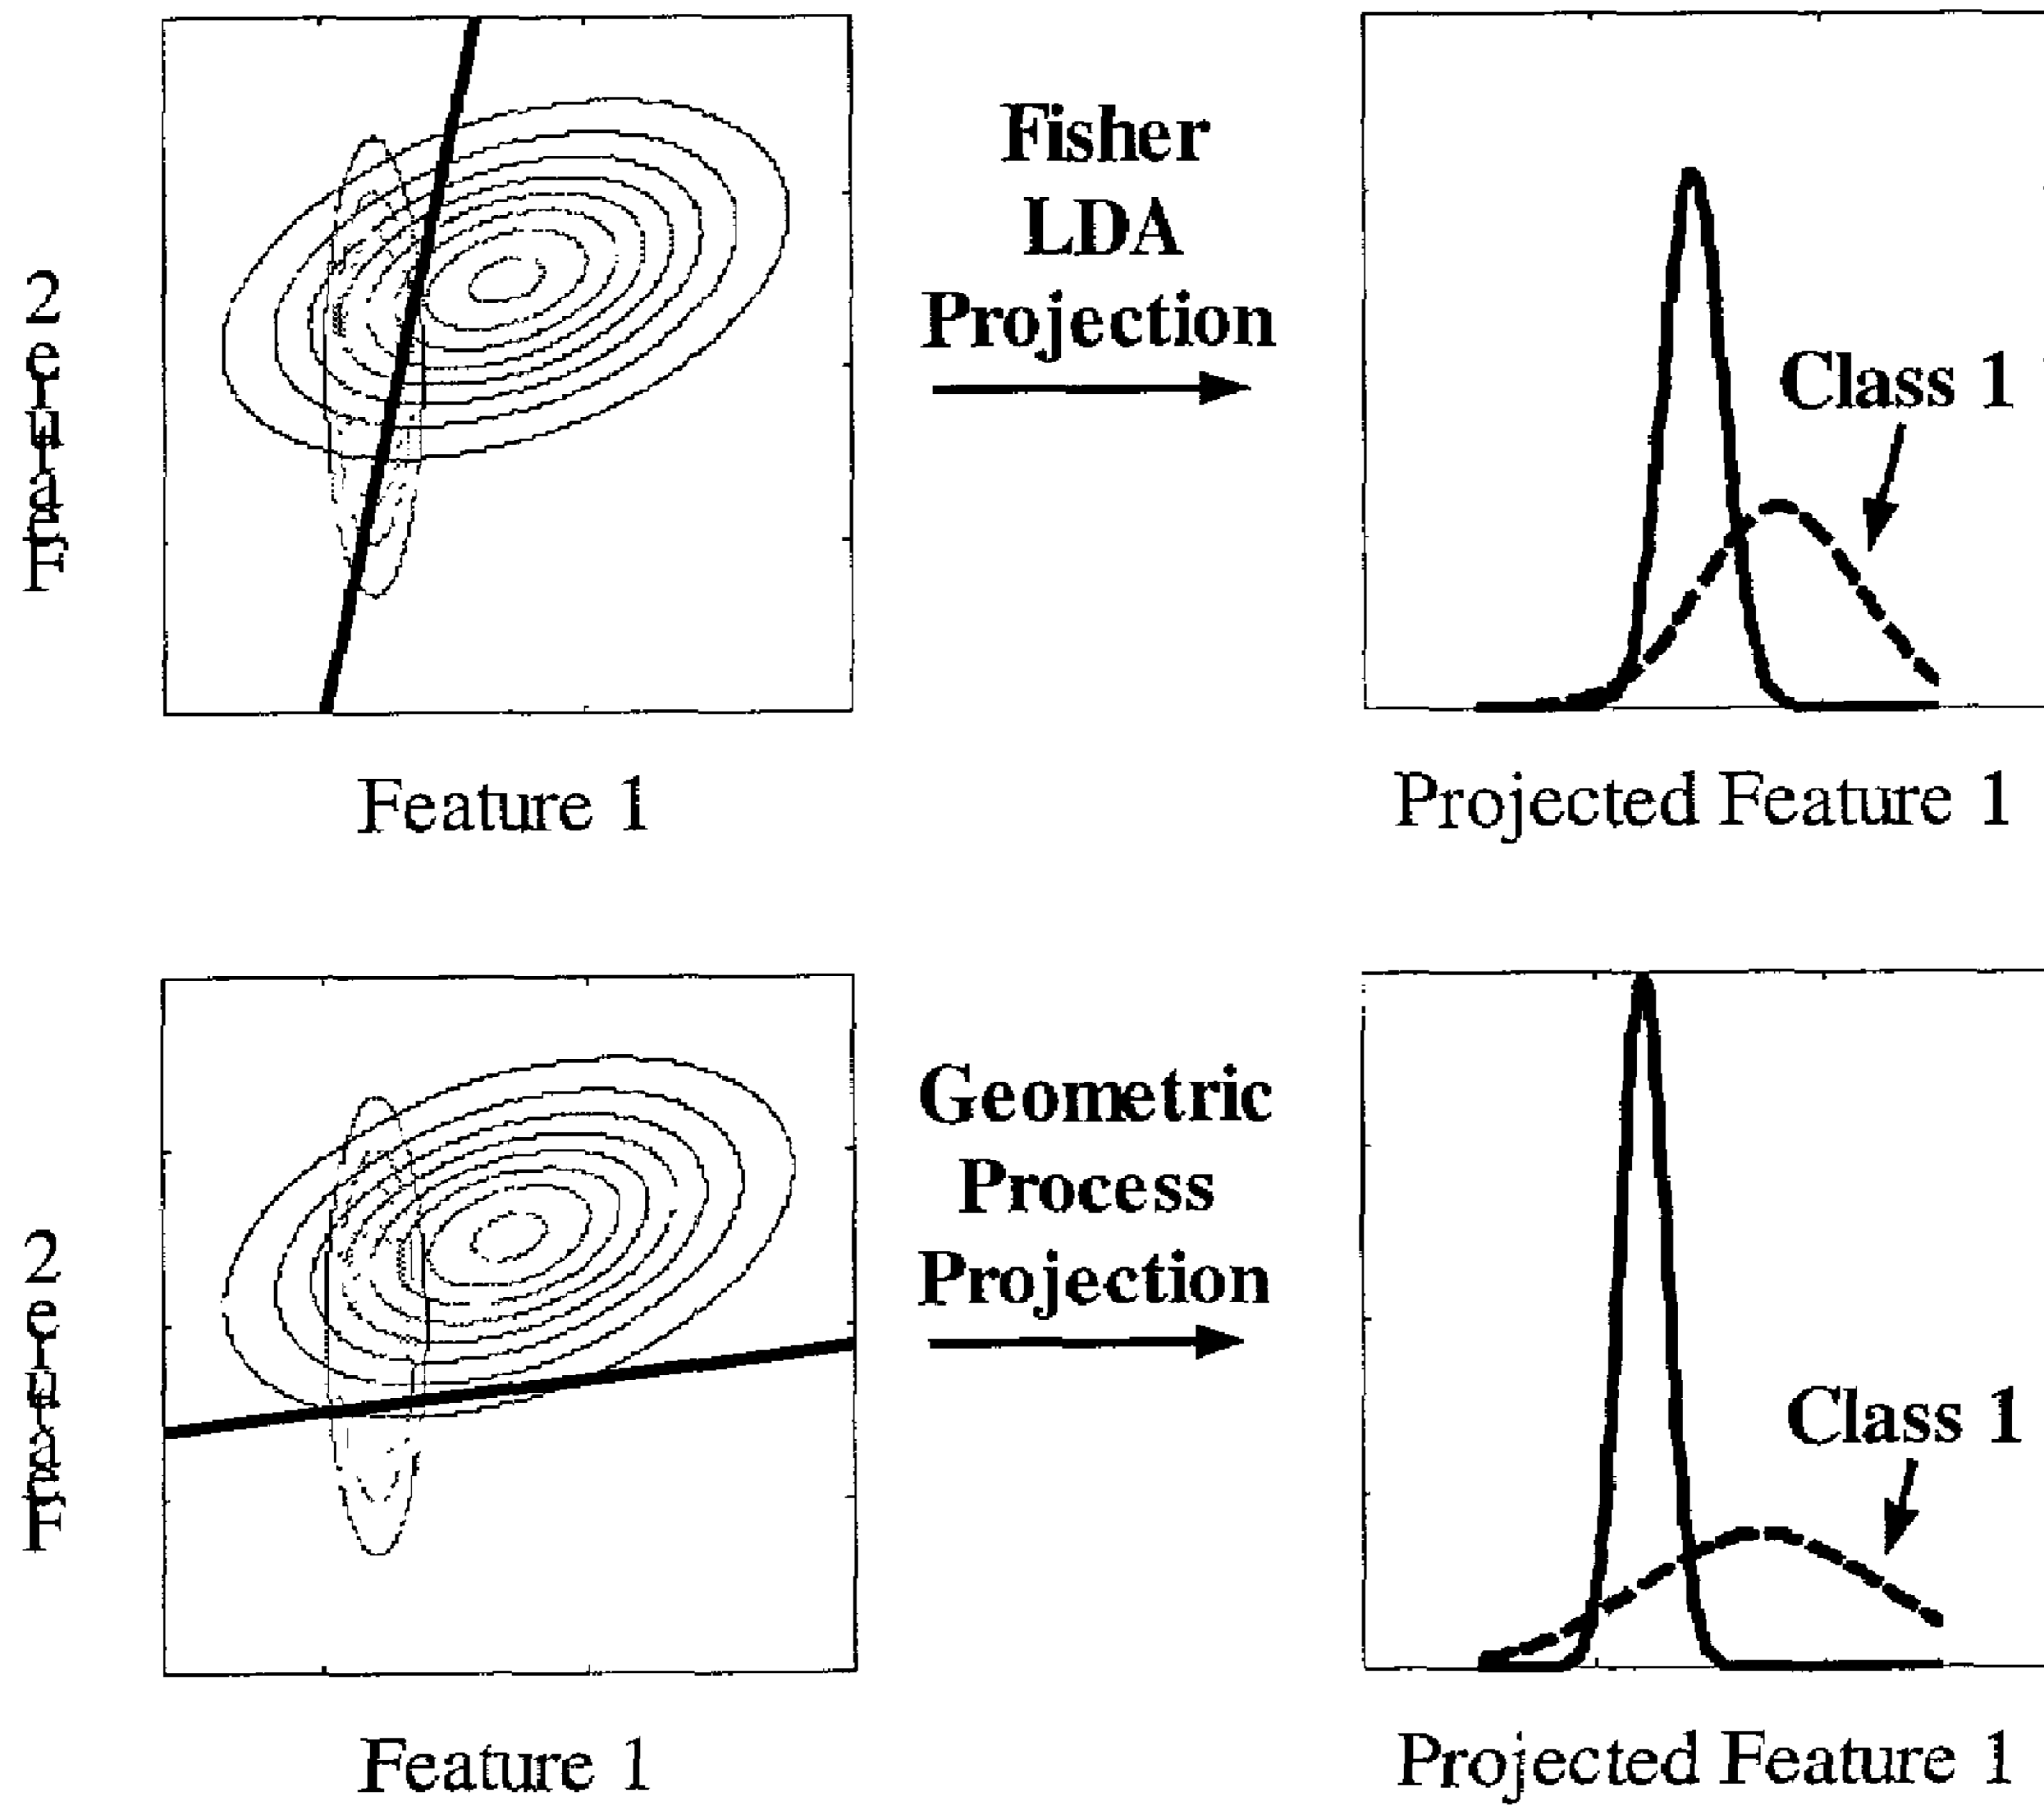 Fisher
LDA
Projection
Class 1
Feature 2
Feature 1
Projected Feature 1
Geometric
Process
Projection
Class 1
Feature 2
Feature 1
Projected Feature 1